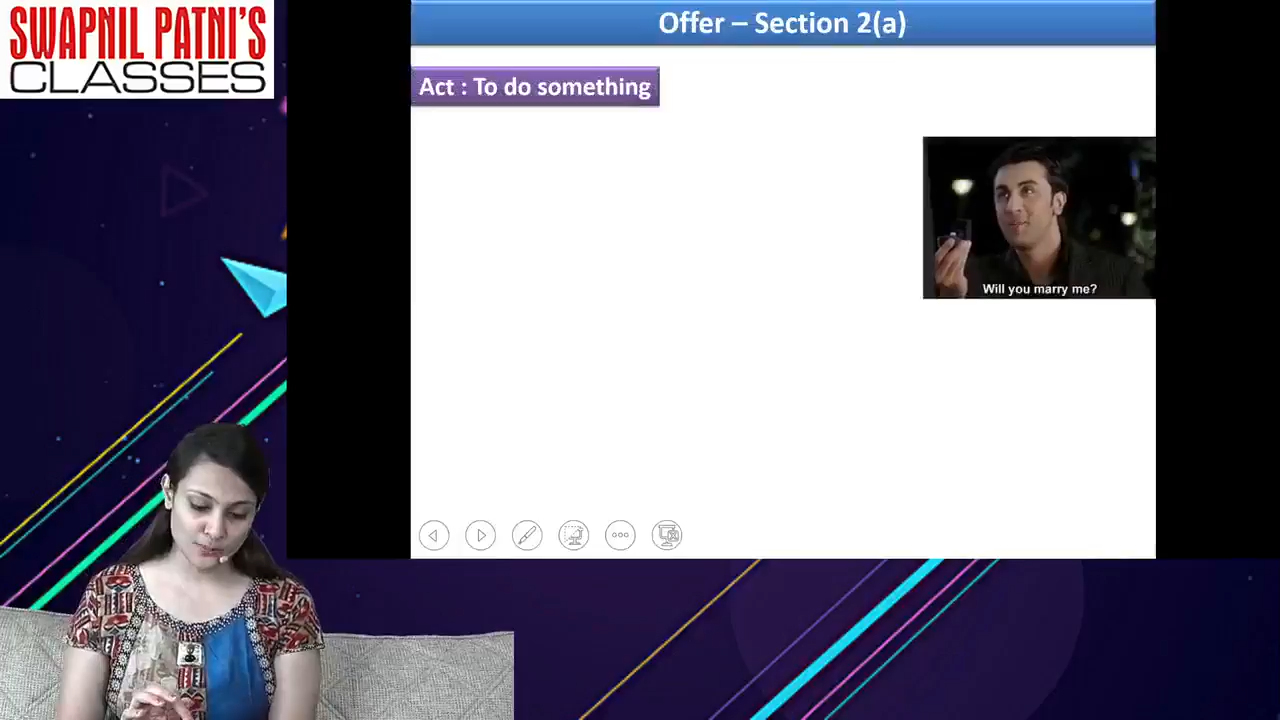 SWAPNIL PATNI'S
CLASSES
Offer – Section 2(a)
Act : To do something
Will you marry me?